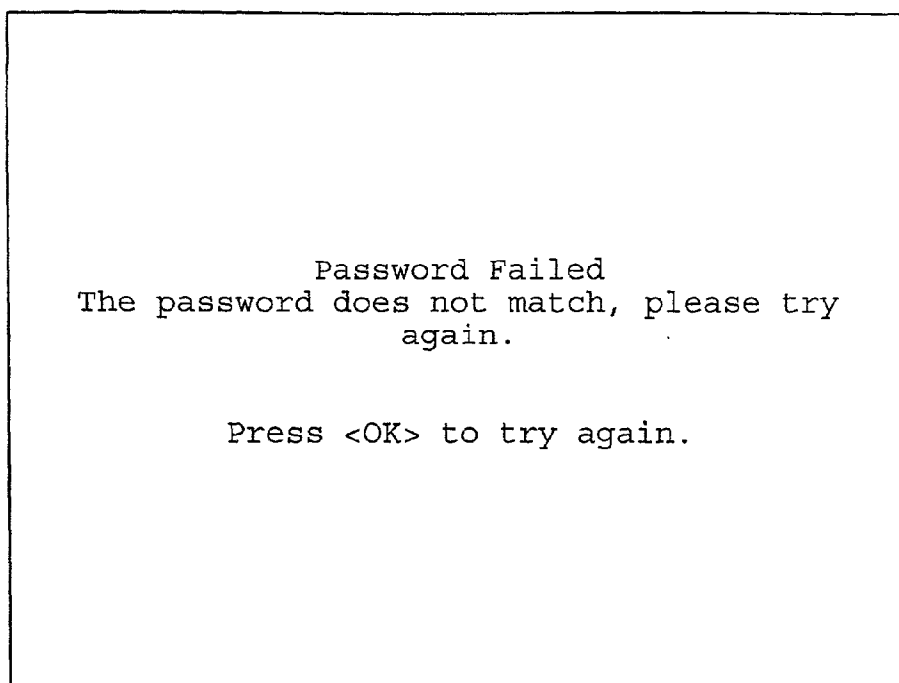 Password Failed
The password does not match, please try
again.
Press <OK> to try again.